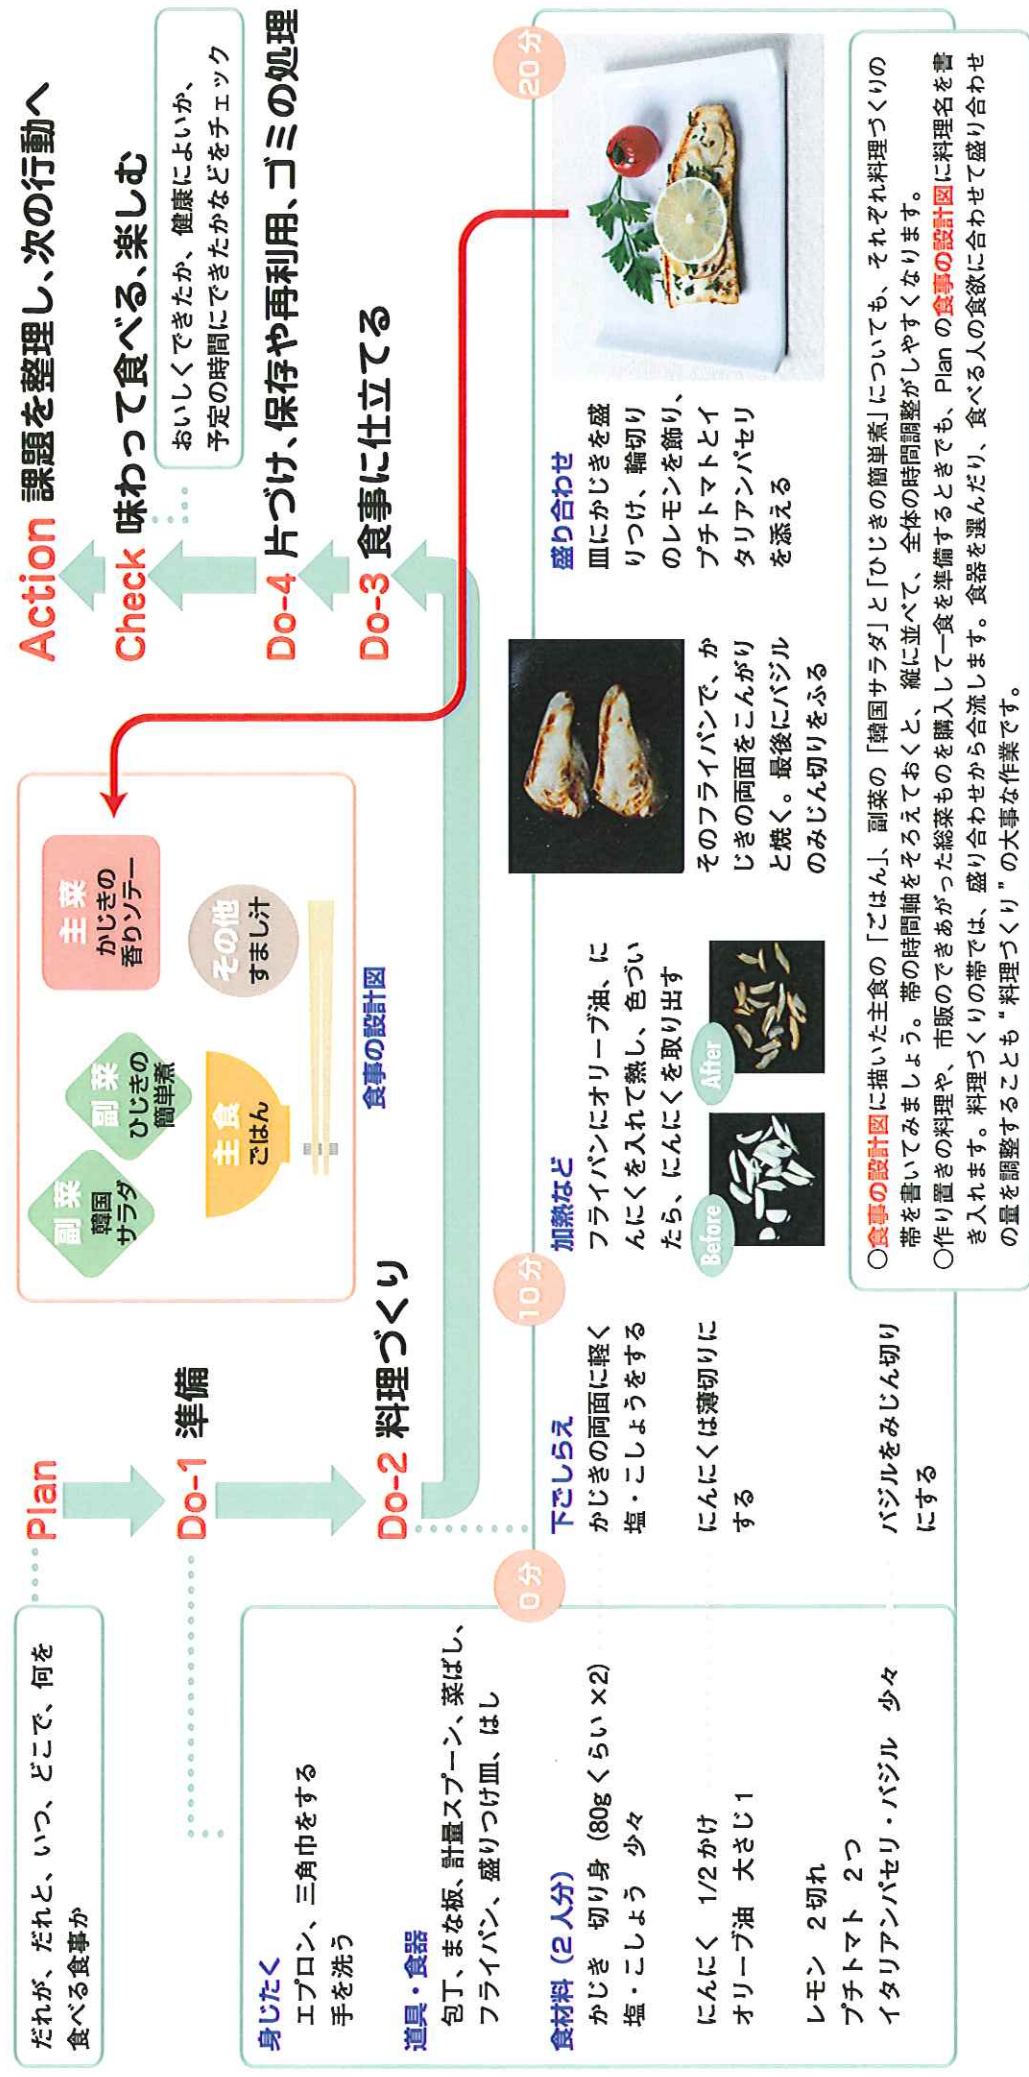 Plan
だれが、だれと、いつ、どこで、何を
食べる食事か
Do-1 準備
Do-2 料理づくり
副菜
韓国
サラダ
副菜
ひじきの
簡単煮
主菜
かじきの
香りソテー
主食
ごはん
その他
すまし汁
食事の設計図
Action 課題を整理し、次の行動へ
Check 味わって食べる、楽しむ
おいしくできたか、健康によいか、
予定の時間にできたかなどをチェック
Do-4 片づけ、保存や再利用、ゴミの処理
Do-3 食事に仕立てる
身じたく
エプロン、三角巾をする
手を洗う
道具・食器
包丁、まな板、計量スプーン、菜ばし、
フライパン、盛りつけ皿、はし
食材料（2人分）
かじき 切り身（80gくらい×2）
塩・こしょう 少々
にんにく 1/2かけ
オリーブ油 大さじ1
レモン 2切れ
プチトマト 2つ
イタリアンパセリ・バジル 少々
0分
下ごしらえ
かじきの両面に軽く
塩・こしょうをする
にんにくは薄切りに
する
バジルをみじん切り
にする
10分
加熱など
フライパンにオリーブ油、に
んにくを入れて熱し、色づい
たら、にんにくを取り出す
Before
After
そのフライパンで、か
じきの両面をこんがり
と焼く。最後にバジル
のみじん切りをふる
盛り合わせ
皿にかじきを盛
りつけ、輪切り
のレモンを飾り、
プチトマトとイ
タリアンパセリ
を添える
20分
○食事の設計図に描いた主食の「ごはん」、副菜の「韓国サラダ」と「ひじきの簡単煮」についても、それぞれ料理づくりの
帯を書いてみましょう。帯の時間軸をそろえておくと、縦に並べて、全体の時間調整がしやすくなります。
○作り置きの料理や、市販のできあがった総菜ものを購入して一食を準備するときでも、Planの食事の設計図に料理名を書
き入れます。料理づくりの帯では、盛り合わせから合流します。食器を選んだり、食べる人の食欲に合わせて盛り合わせ
の量を調整することも“料理づくり”の大事な作業です。